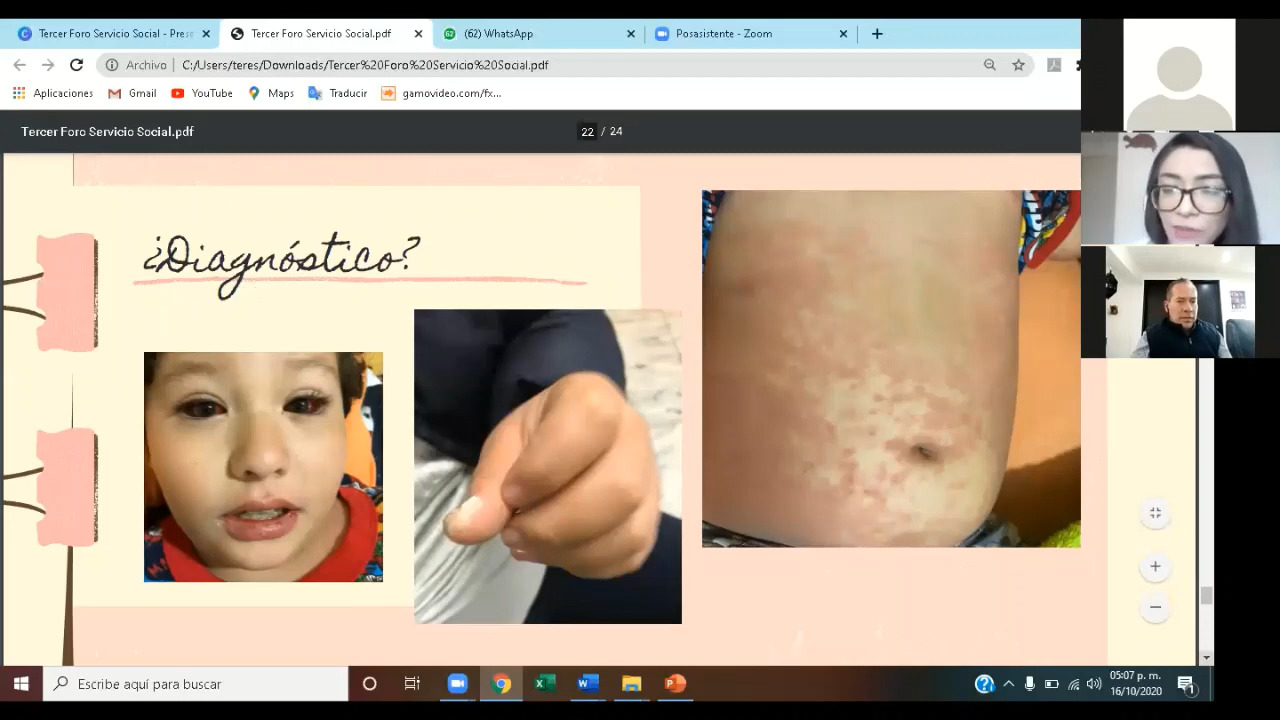 Tercer Foro Servicio Social - Prese
Tercer Foro Servicio Social.pdf
(62) WhatsApp
Posasistente - Zoom
Archivo
C:/Users/teres/Downloads/Tercer%20Foro%20Servicio%20Social.pdf
Aplicaciones
Gmail
YouTube
Maps
Traducir
gamovideo.com/fx...
Tercer Foro Servicio Social.pdf
22 / 24
¿Diagnóstico?
Escribe aquí para buscar
05:07 p. m.
16/10/2020
1